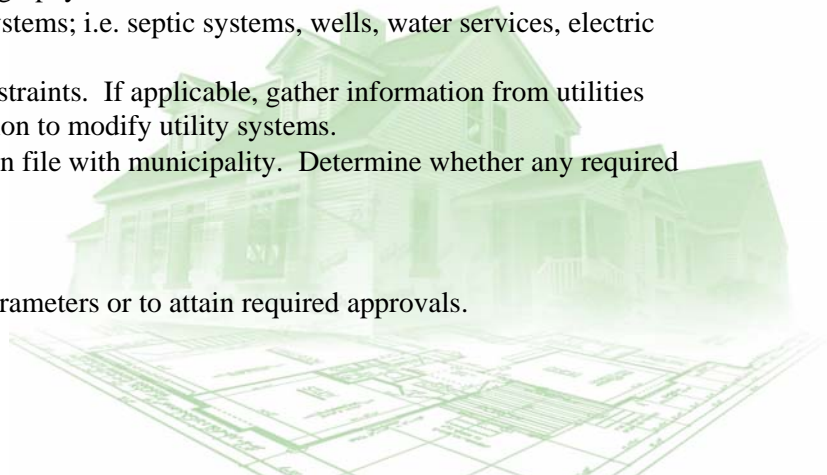 stems; i.e. septic systems, wells, water services, electric
straints. If applicable, gather information from utilities
on to modify utility systems.
n file with municipality. Determine whether any required
rameters or to attain required approvals.